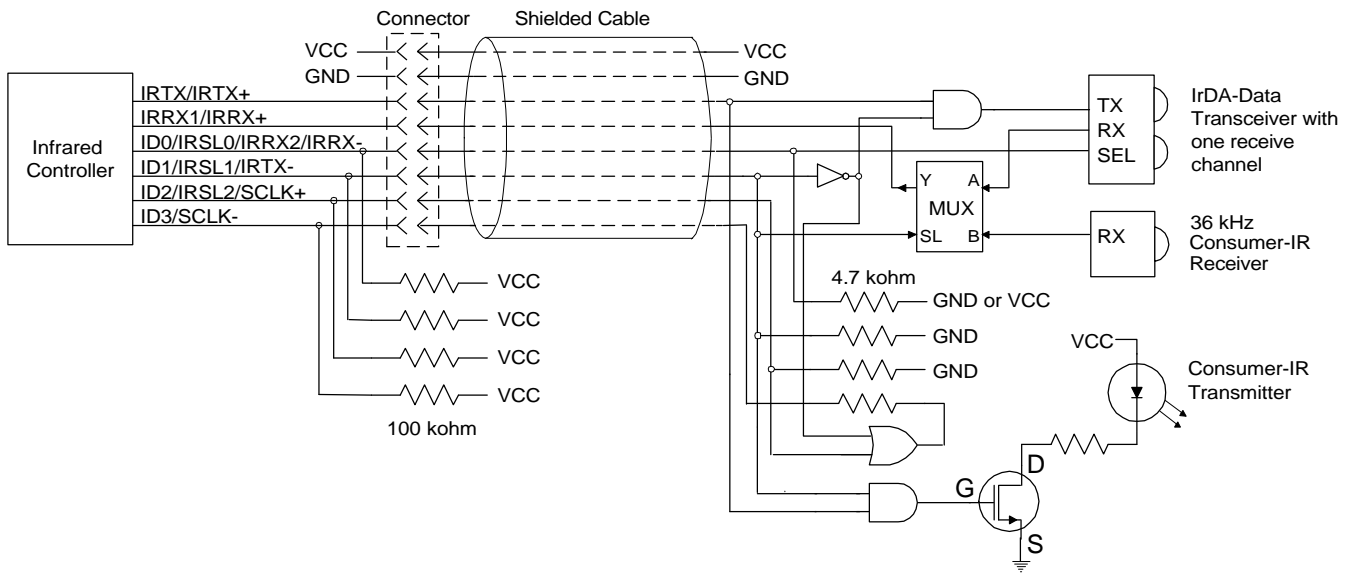 Connector
Shielded Cable
VCC
VCC
GND
GND
IRTX/IRTX+
IRRX1/IRRX+
ID0/IRSL0/IRRX2/IRRX-
ID1/IRSL1/IRTX-
ID2/IRSL2/SCLK+
ID3/SCLK-
Infrared
Controller
TX
RX
SEL
IrDA-Data
Transceiver with
one receive
channel
Y
A
MUX
SL
B
RX
36 kHz
Consumer-IR
Receiver
VCC
VCC
VCC
VCC
100 kohm
4.7 kohm
GND or VCC
GND
GND
VCC
Consumer-IR
Transmitter
D
G
S